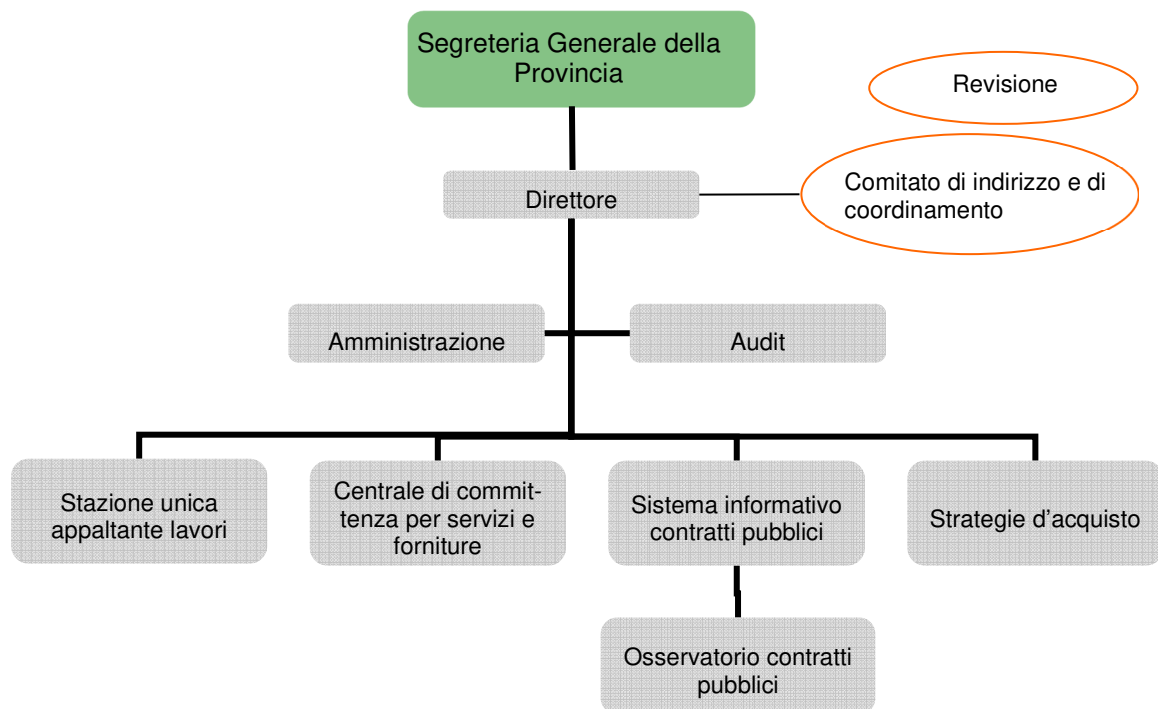 Segreteria Generale della
Provincia
Revisione
Comitato di indirizzo e di
coordinamento
Direttore
Amministrazione
Audit
Stazione unica
appaltante lavori
Centrale di commit-
tenza per servizi e
forniture
Sistema informativo
contratti pubblici
Strategie d’acquisto
Osservatorio contratti
pubblici